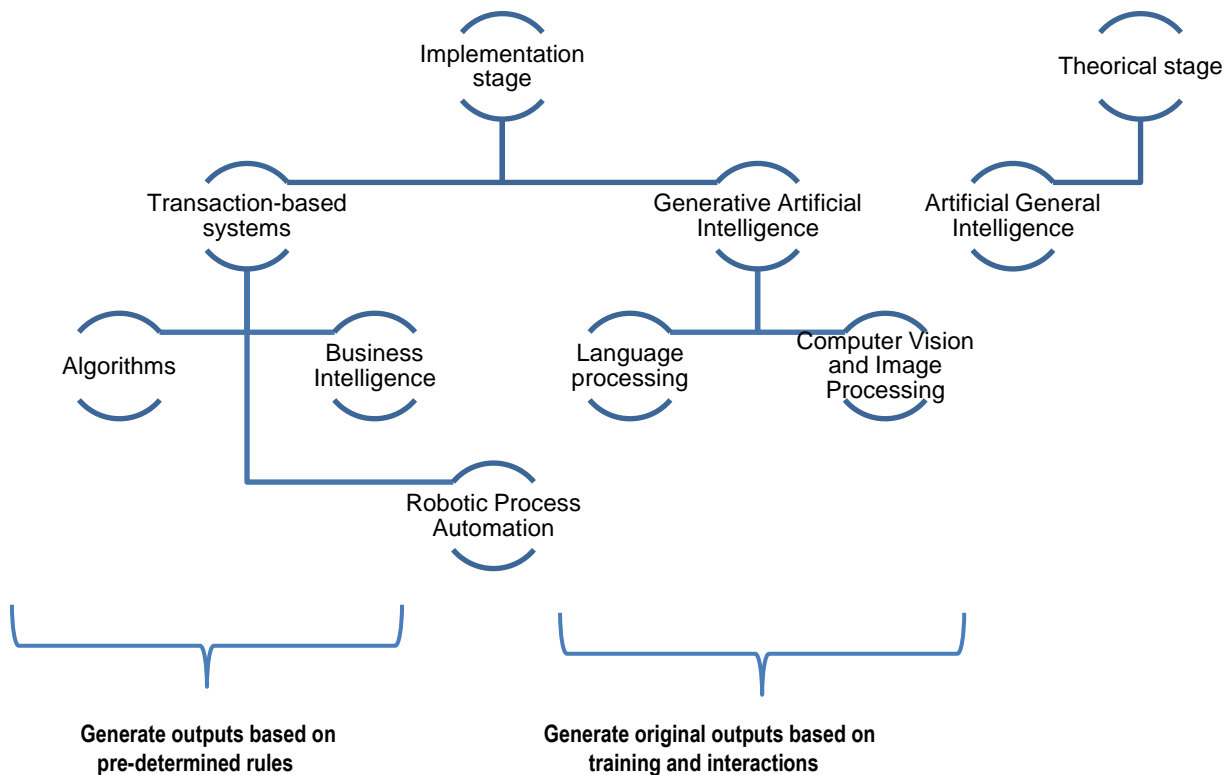 Implementation
stage
Theorical stage
Transaction-based
systems
Generative Artificial
Intelligence
Artificial General
Intelligence
Algorithms
Business
Intelligence
Language
processing
Computer Vision
and Image
Processing
Robotic Process
Automation
Generate outputs based on
pre-determined rules
Generate original outputs based on
training and interactions